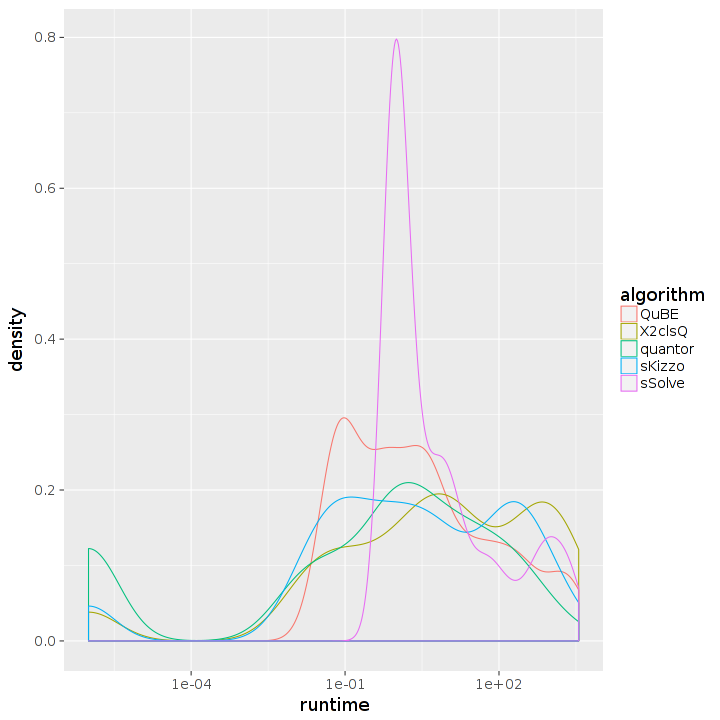 0.8
0.6
0.4
0.2
0.0
density
1e-04
1e-01
1e+02
runtime
algorithm
QuBE
X2clsQ
quantor
sKizzo
sSolve